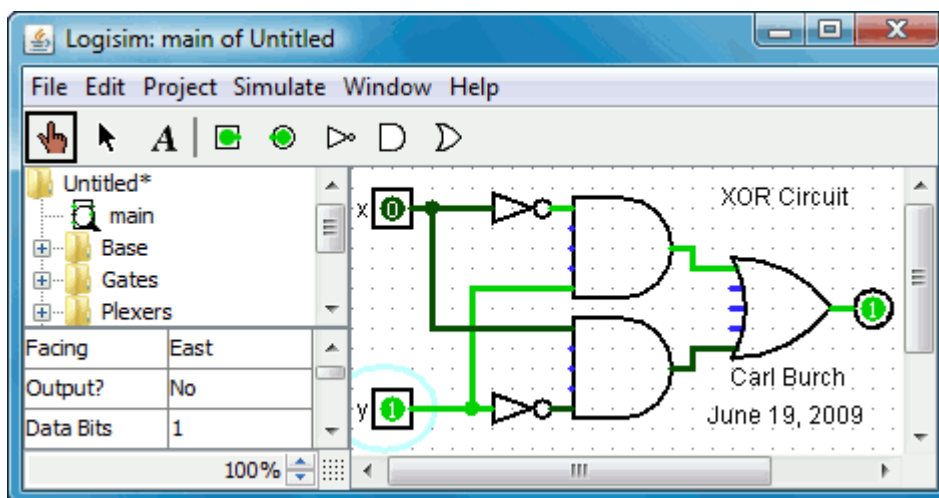 Logisim: main of Untitled
File Edit Project Simulate Window Help
A
Untitled*
main
Base
Gates
Plexers
Facing East
Output? No
Data Bits 1
100%
XOR Circuit
x 0
1
y 1
Carl Burch
June 19, 2009